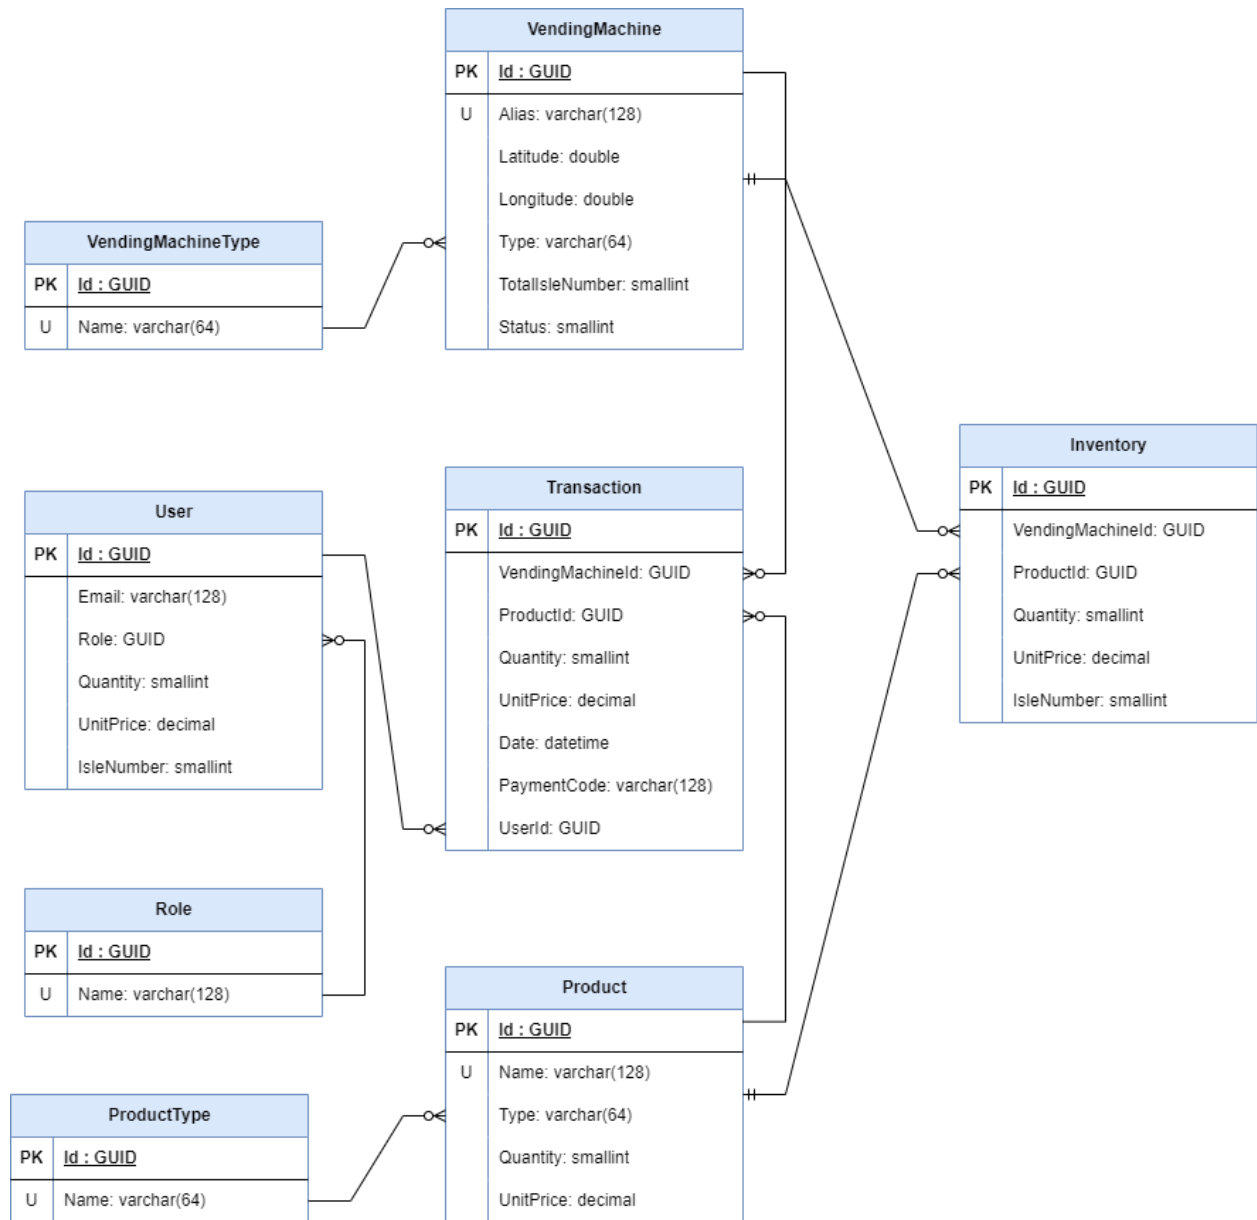 VendingMachine
PK Id : GUID
U Alias: varchar(128)
Latitude: double
Longitude: double
Type: varchar(64)
TotalIsleNumber: smallint
Status: smallint
VendingMachineType
PK Id : GUID
U Name: varchar(64)
Inventory
PK Id : GUID
VendingMachineId: GUID
ProductId: GUID
Quantity: smallint
UnitPrice: decimal
IsleNumber: smallint
User
PK Id : GUID
Email: varchar(128)
Role: GUID
Quantity: smallint
UnitPrice: decimal
IsleNumber: smallint
Transaction
PK Id : GUID
VendingMachineId: GUID
ProductId: GUID
Quantity: smallint
UnitPrice: decimal
Date: datetime
PaymentCode: varchar(128)
UserId: GUID
Role
PK Id : GUID
U Name: varchar(128)
Product
PK Id : GUID
U Name: varchar(128)
Type: varchar(64)
Quantity: smallint
UnitPrice: decimal
ProductType
PK Id : GUID
U Name: varchar(64)